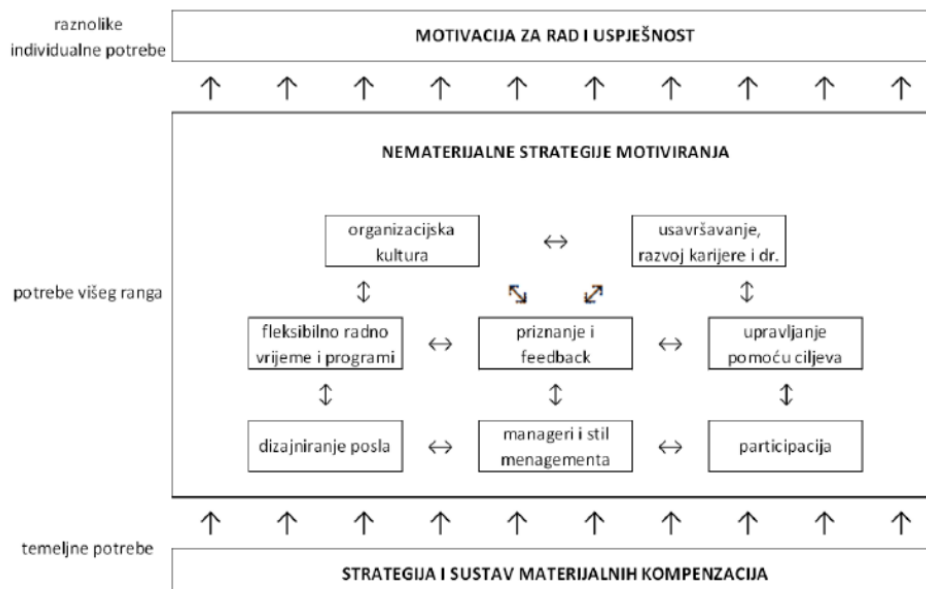 raznolike
individualne potrebe
MOTIVACIJA ZA RAD I USPJEŠNOST
NEMATERIJALNE STRATEGIJE MOTIVIRANJA
organizacijska
kultura
usavršavanje,
razvoj karijere i dr.
potrebe višeg ranga
fleksibilno radno
vrijeme i programi
priznanje i
feedback
upravljanje
pomoću ciljeva
dizajniranje posla
manageri i stil
menagementa
participacija
temeljne potrebe
STRATEGIJA I SUSTAV MATERIJALNIH KOMPENZACIJA